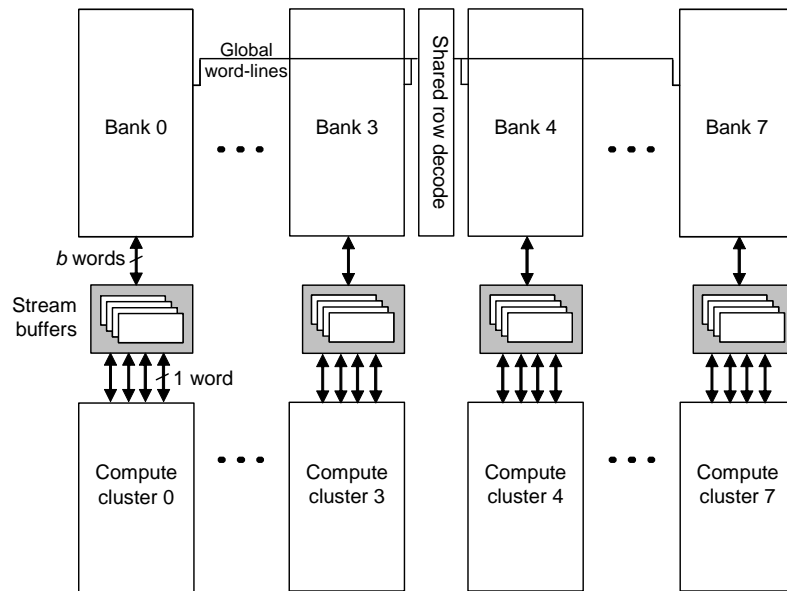 Global
word-lines
Shared row decode
Bank 0
Bank 3
Bank 4
Bank 7
b words
Stream
buffers
1 word
Compute
cluster 0
Compute
cluster 3
Compute
cluster 4
Compute
cluster 7